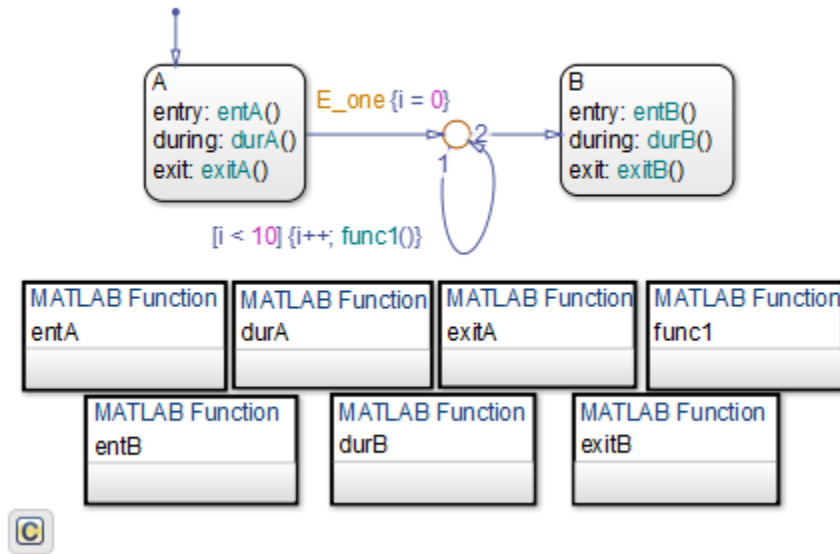 A
entry: entA()
during: durA()
exit: exitA()
E_one {i = 0}
2
1
[i < 10] {i++; func1()}
B
entry: entB()
during: durB()
exit: exitB()
MATLAB Function
entA
MATLAB Function
durA
MATLAB Function
exitA
MATLAB Function
func1
MATLAB Function
entB
MATLAB Function
durB
MATLAB Function
exitB
C